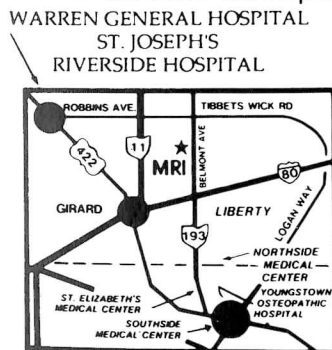 WARREN GENERAL HOSPITAL
ST. JOSEPH'S
RIVERSIDE HOSPITAL
ROBBINS AVE.
TIBBETS WICK RD
422
11
MRI
BELMONT AVE
80
GIRARD
LIBERTY
LOGAN WAY
193
NORTHSIDE
MEDICAL
CENTER
ST. ELIZABETH'S
MEDICAL CENTER
YOUNGSTOWN
OSTEOPATHIC
HOSPITAL
SOUTHSIDE
MEDICAL CENTER